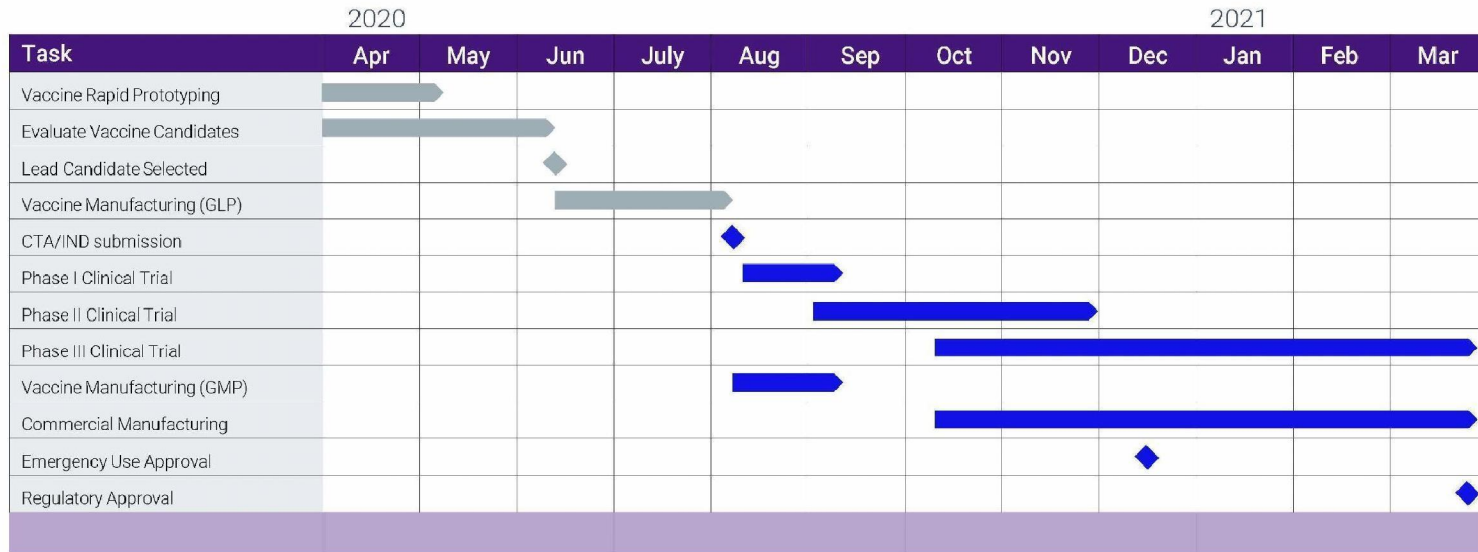 2020 2021
Task Apr May Jun July Aug Sep Oct Nov Dec Jan Feb Mar
Vaccine Rapid Prototyping
Evaluate Vaccine Candidates
Lead Candidate Selected
Vaccine Manufacturing (GLP)
CTA/IND submission
Phase I Clinical Trial
Phase II Clinical Trial
Phase III Clinical Trial
Vaccine Manufacturing (GMP)
Commercial Manufacturing
Emergency Use Approval
Regulatory Approval